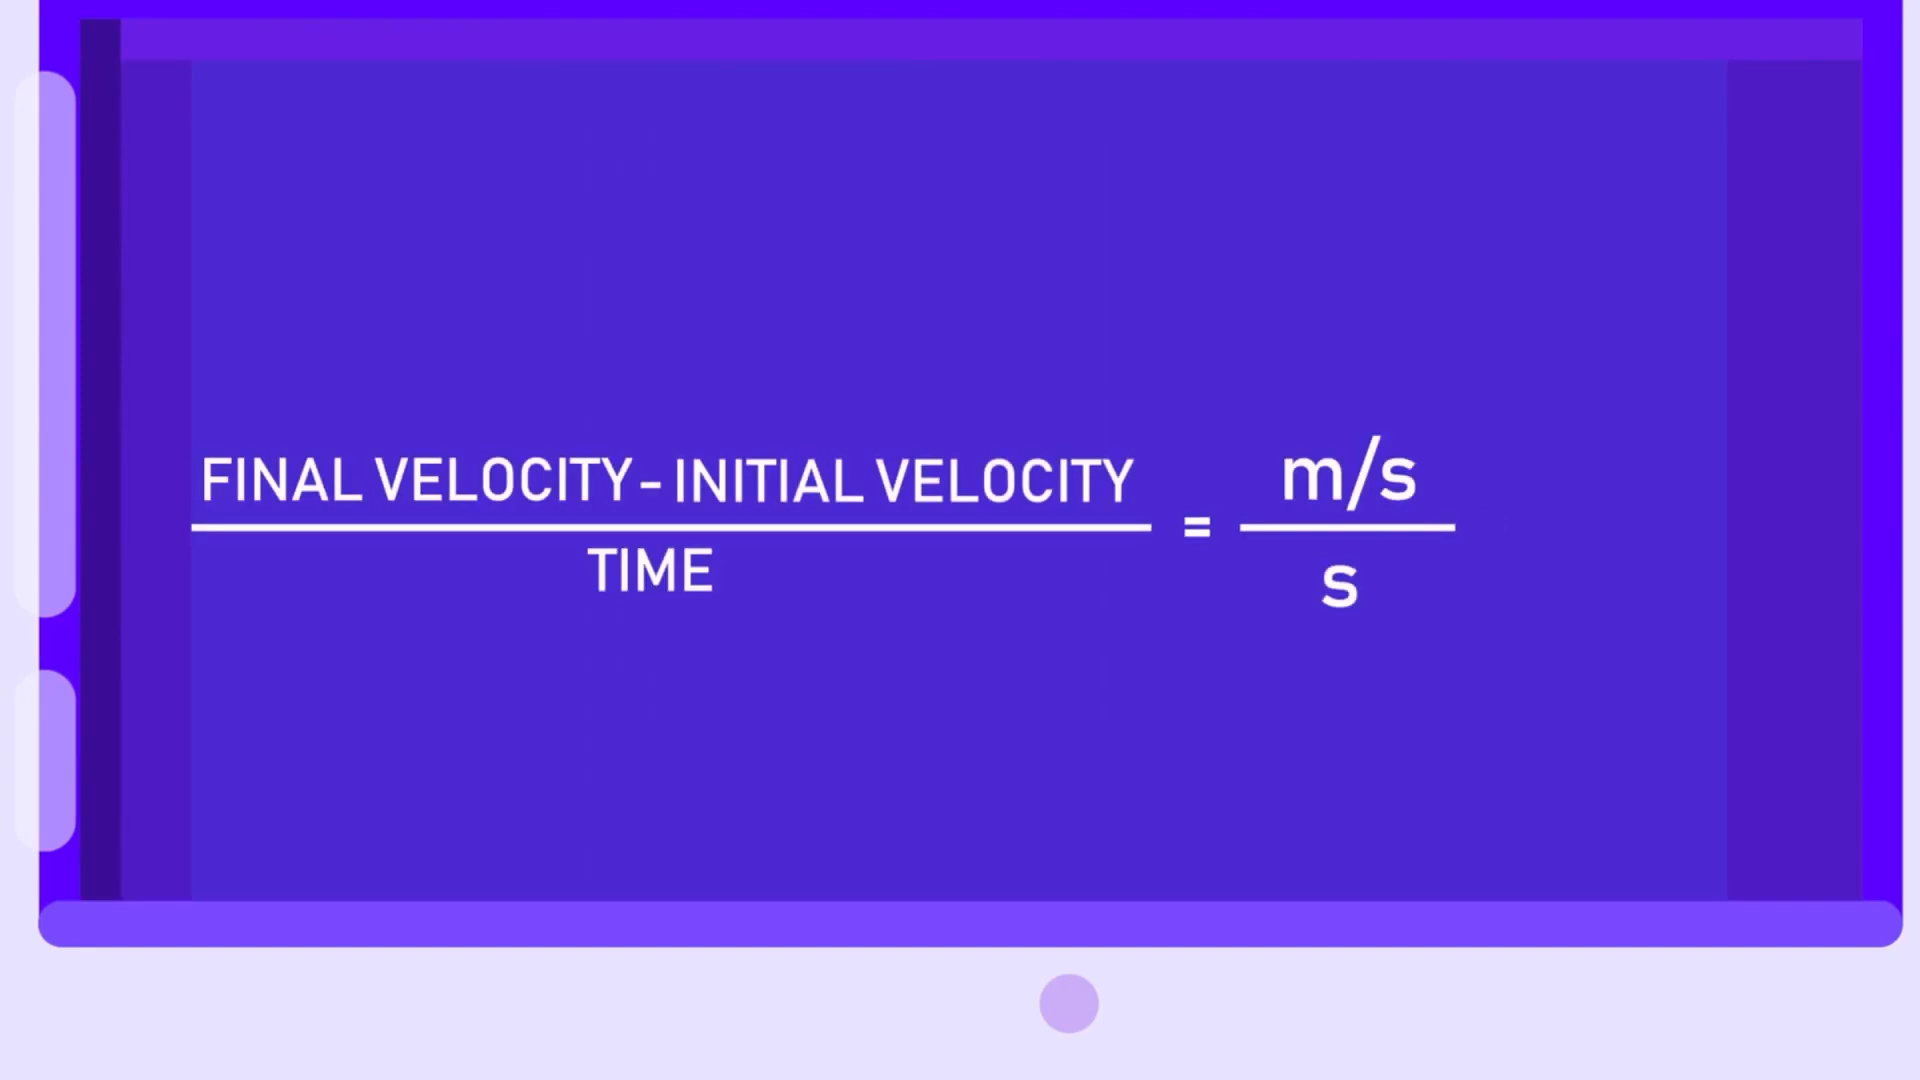 FINAL VELOCITY - INITIAL VELOCITY
TIME
=
m/s
s